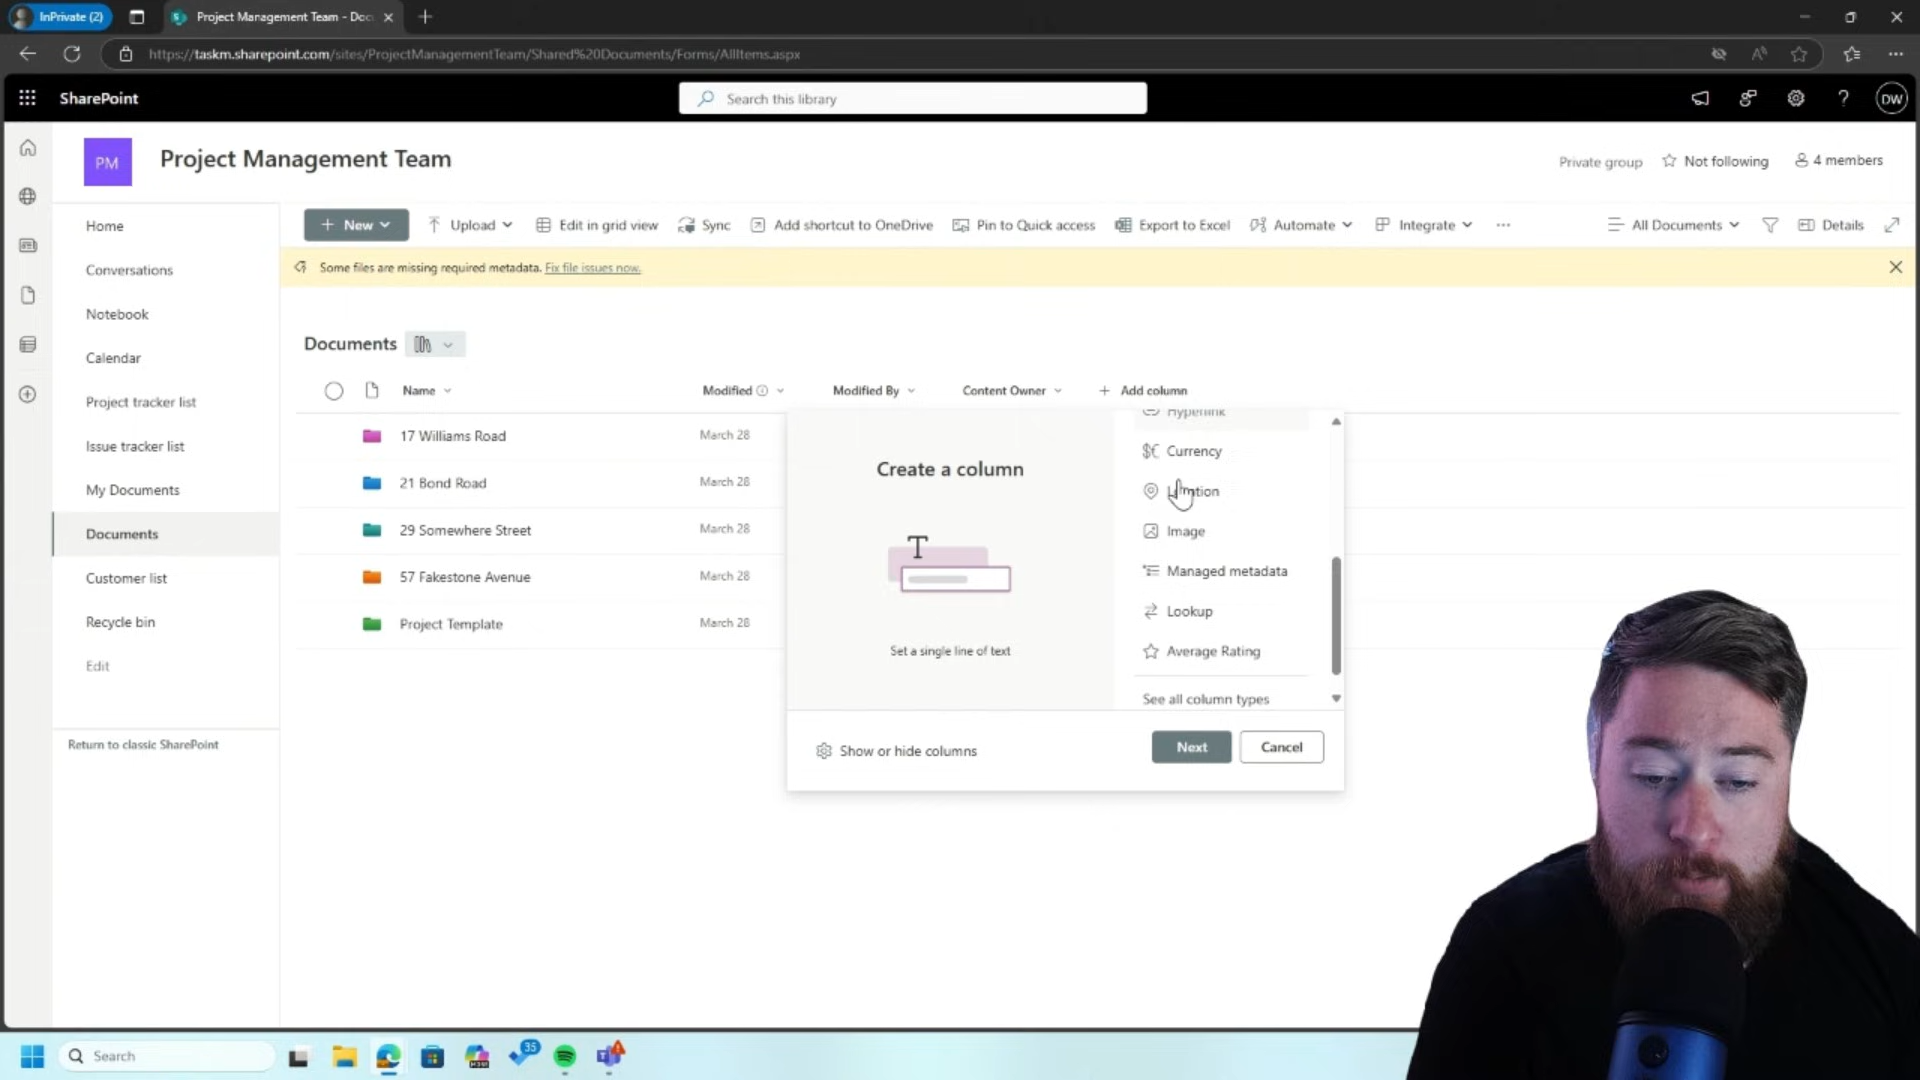 InPrivate (2)
Project Management Team - Doc
https://taskm.sharepoint.com/sites/ProjectManagementTeam/Shared%20Documents/Forms/AllItems.aspx
SharePoint
Search this library
DW
PM
Project Management Team
Private group
Not following
4 members
Home
Conversations
Notebook
Calendar
Project tracker list
Issue tracker list
My Documents
Documents
Customer list
Recycle bin
Edit
Return to classic SharePoint
New
Upload
Edit in grid view
Sync
Add shortcut to OneDrive
Pin to Quick access
Export to Excel
Automate
Integrate
All Documents
Details
Some files are missing required metadata. Fix file issues now.
Documents
Name
Modified
Modified By
Content Owner
Add column
17 Williams Road
March 28
21 Bond Road
March 28
29 Somewhere Street
March 28
57 Fakestone Avenue
March 28
Project Template
March 28
Create a column
T
Set a single line of text
Hyperlink
Currency
Image
Managed metadata
Lookup
Average Rating
See all column types
Show or hide columns
Next
Cancel
Search
35